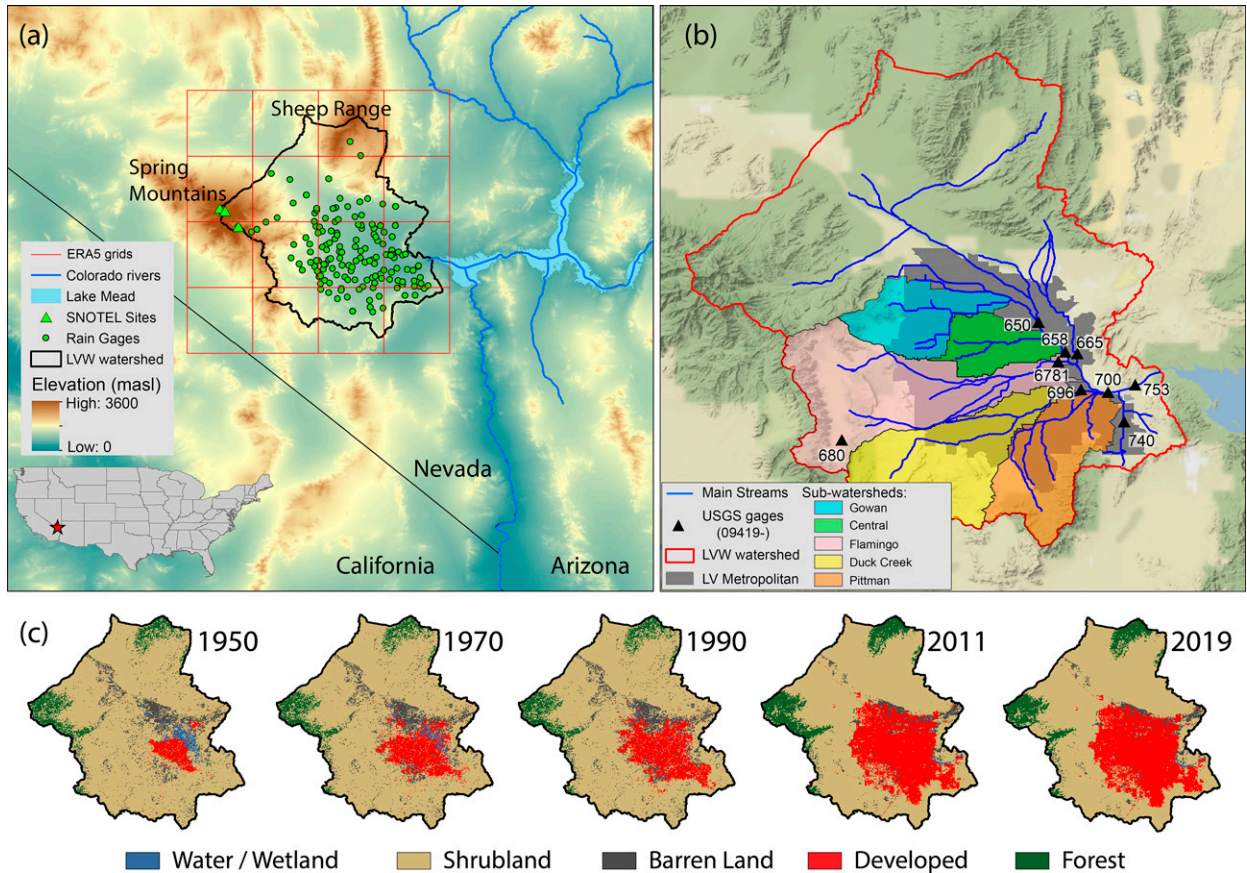 (a)
Sheep Range
Spring
Mountains
ERA5 grids
Colorado rivers
Lake Mead
SNOTEL Sites
Rain Gages
LVW watershed
Elevation (masl)
High: 3600
Low: 0
Nevada
California
Arizona
(b)
650
658
665
6781
700
753
696
740
680
Main Streams
USGS gages
(09419-)
LVW watershed
LV Metropolitan
Sub-watersheds:
Gowan
Central
Flamingo
Duck Creek
Pittman
(c)
1950
1970
1990
2011
2019
Water / Wetland
Shrubland
Barren Land
Developed
Forest